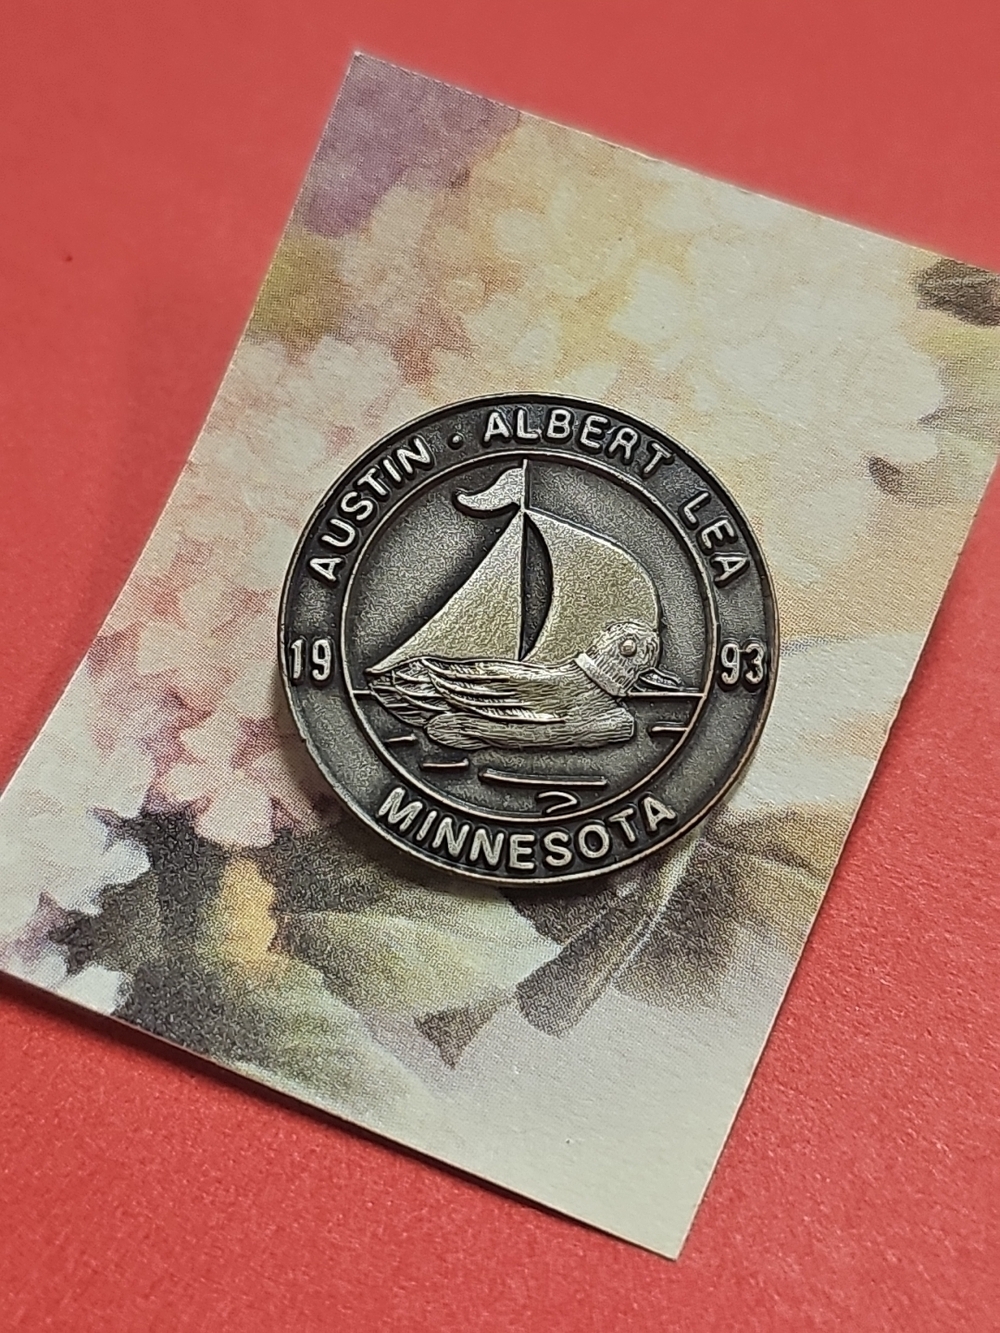 AUSTIN · ALBERT LEA
19 93
MINNESOTA